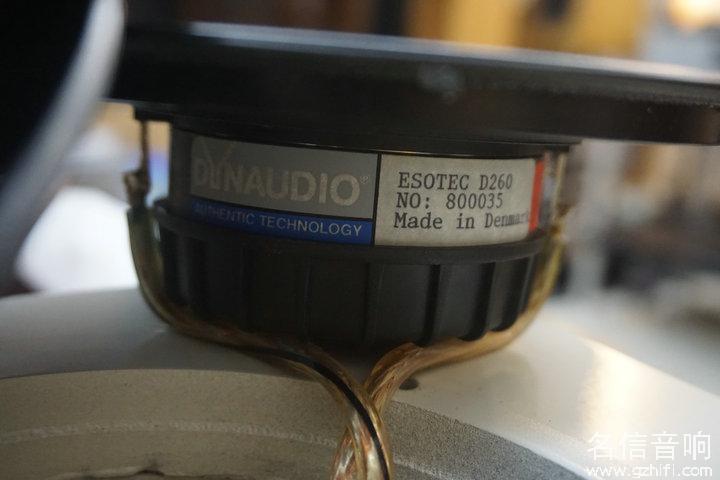 DYNAUDIO®
AUTHENTIC TECHNOLOGY
ESOTEC D260
NO: 800035
Made in Denmark
名信音响
www.gzhifi.com